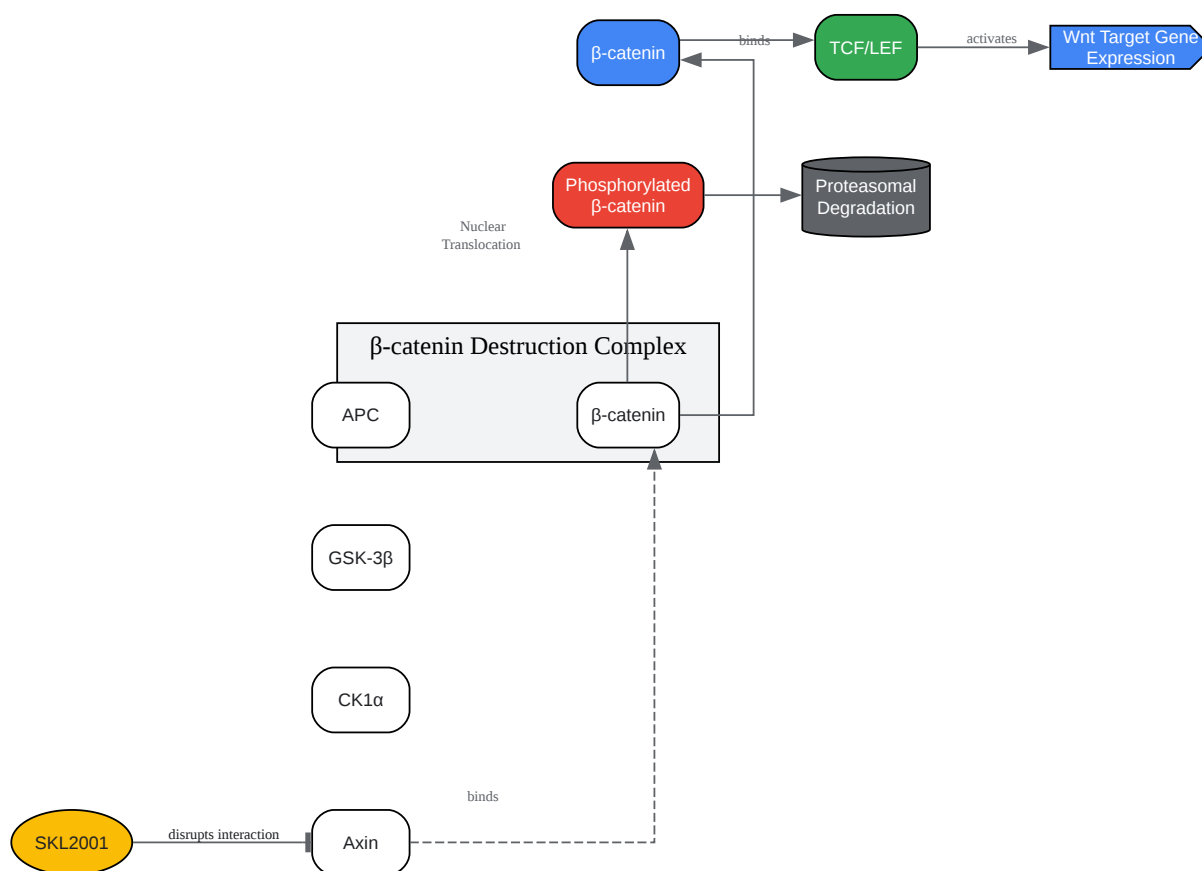 β-catenin
binds
TCF/LEF
activates
Wnt Target Gene
Expression
Phosphorylated
β-catenin
Proteasomal
Degradation
Nuclear
Translocation
β-catenin Destruction Complex
APC
β-catenin
GSK-3β
CK1α
binds
SKL2001
disrupts interaction
Axin